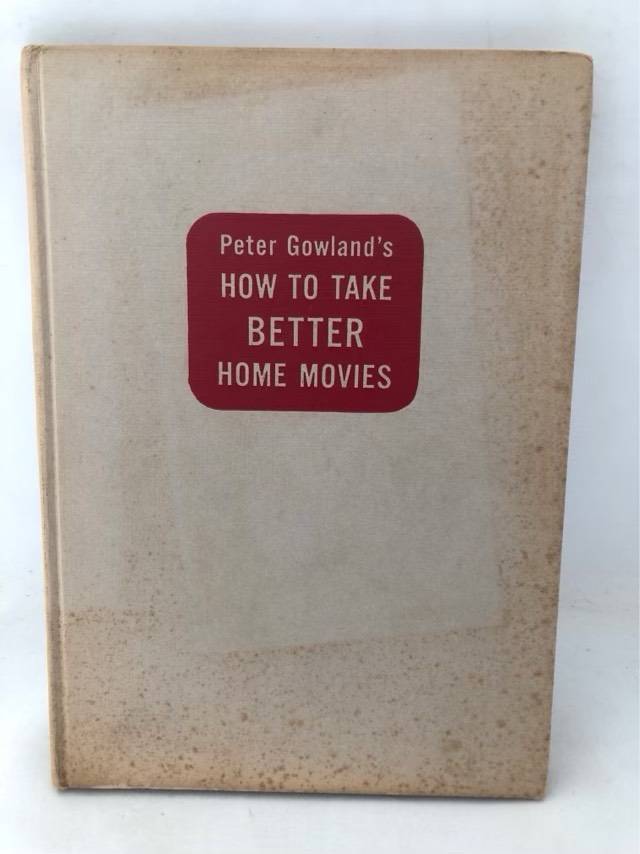 Peter Gowland's
HOW TO TAKE
BETTER
HOME MOVIES